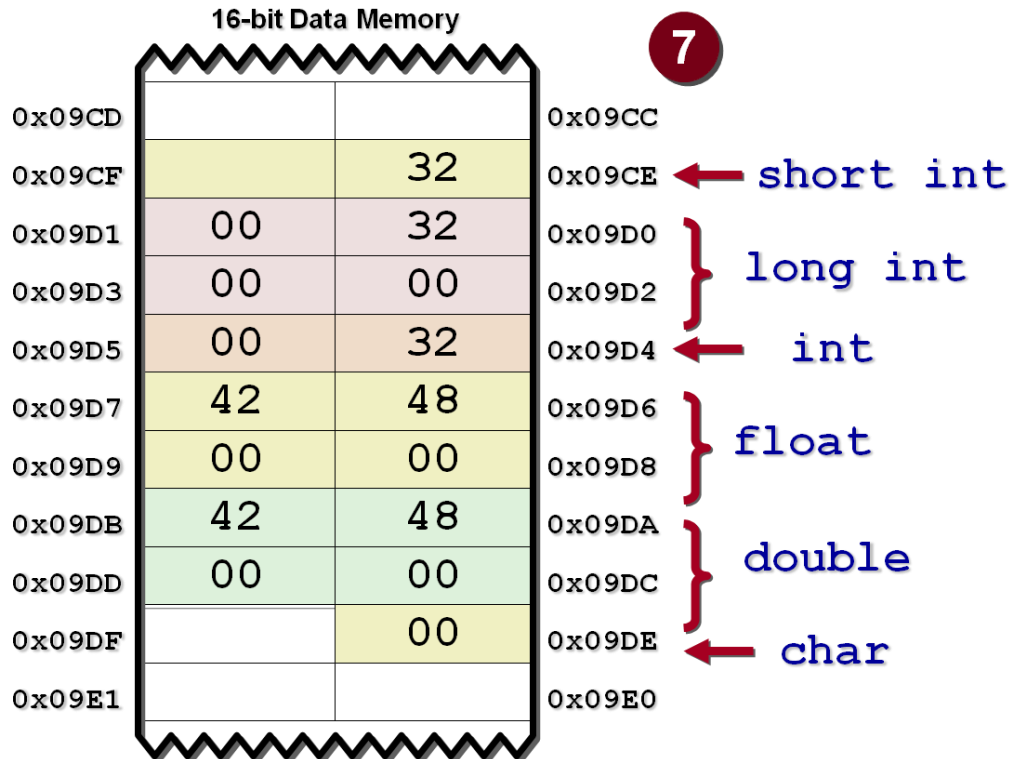 16-bit Data Memory
7
0x09CD 0x09CC
0x09CF 32 0x09CE short int
0x09D1 00 32 0x09D0
long int
0x09D3 00 00 0x09D2
0x09D5 00 32 0x09D4 int
0x09D7 42 48 0x09D6
float
0x09D9 00 00 0x09D8
0x09DB 42 48 0x09DA
double
0x09DD 00 00 0x09DC
0x09DF 00 0x09DE char
0x09E1 0x09E0